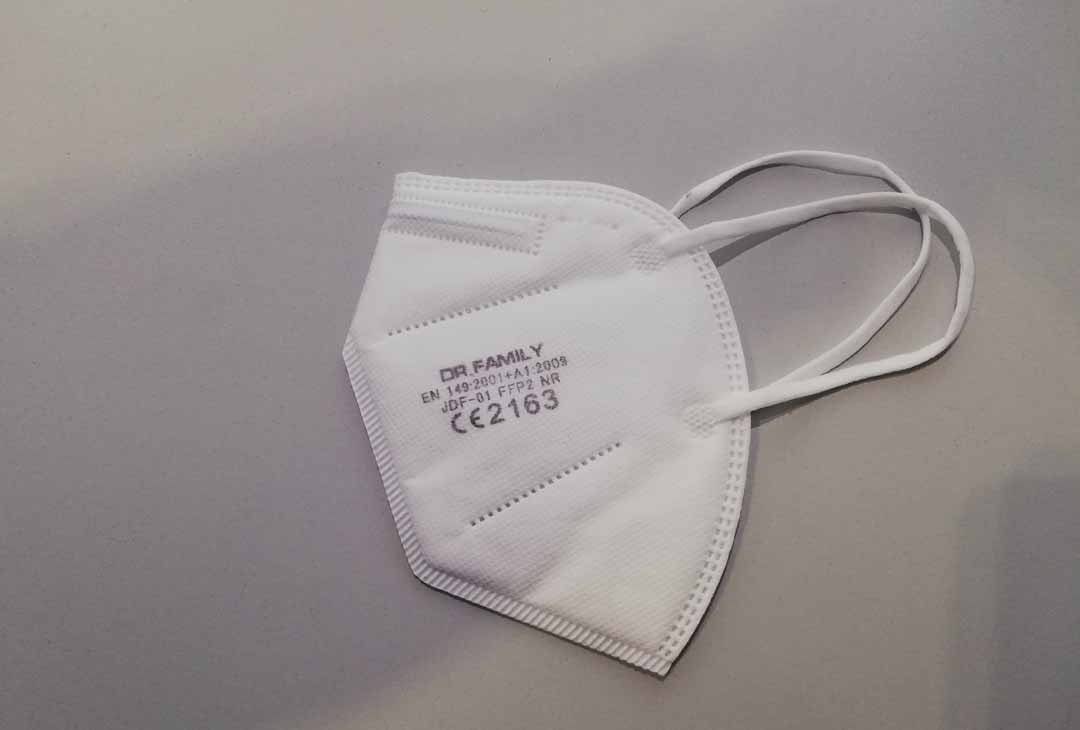 DR.FAMILY
EN 149:2001+A1:2009
JDF-01 FFP2 NR
CE2163